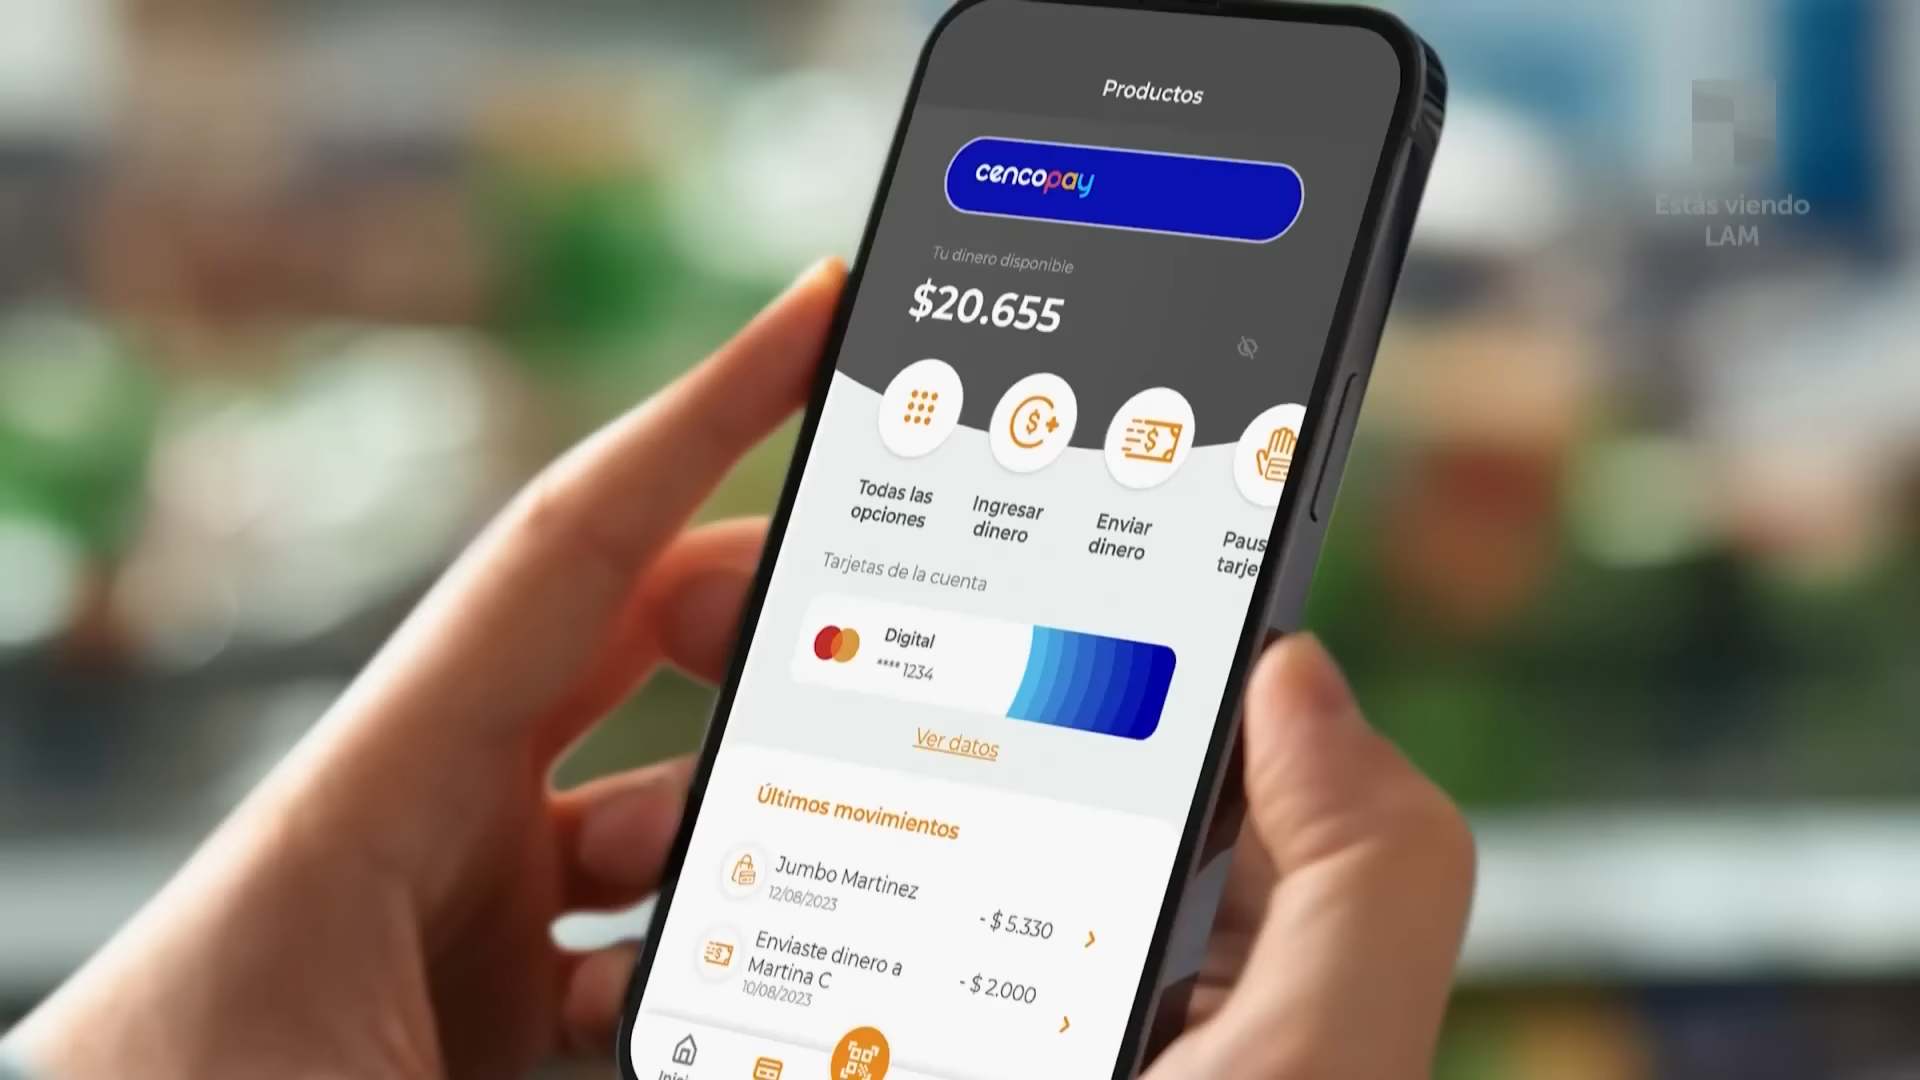 Productos
cencopay
Tu dinero disponible
$20.655
Todas las
opciones
Ingresar
dinero
Enviar
dinero
Paus
tarje
Tarjetas de la cuenta
Digital
**** 1234
Ver datos
Últimos movimientos
Jumbo Martinez
12/08/2023
- $ 5.330
Enviaste dinero a
Martina C
10/08/2023
- $ 2.000
Estás viendo
LAM